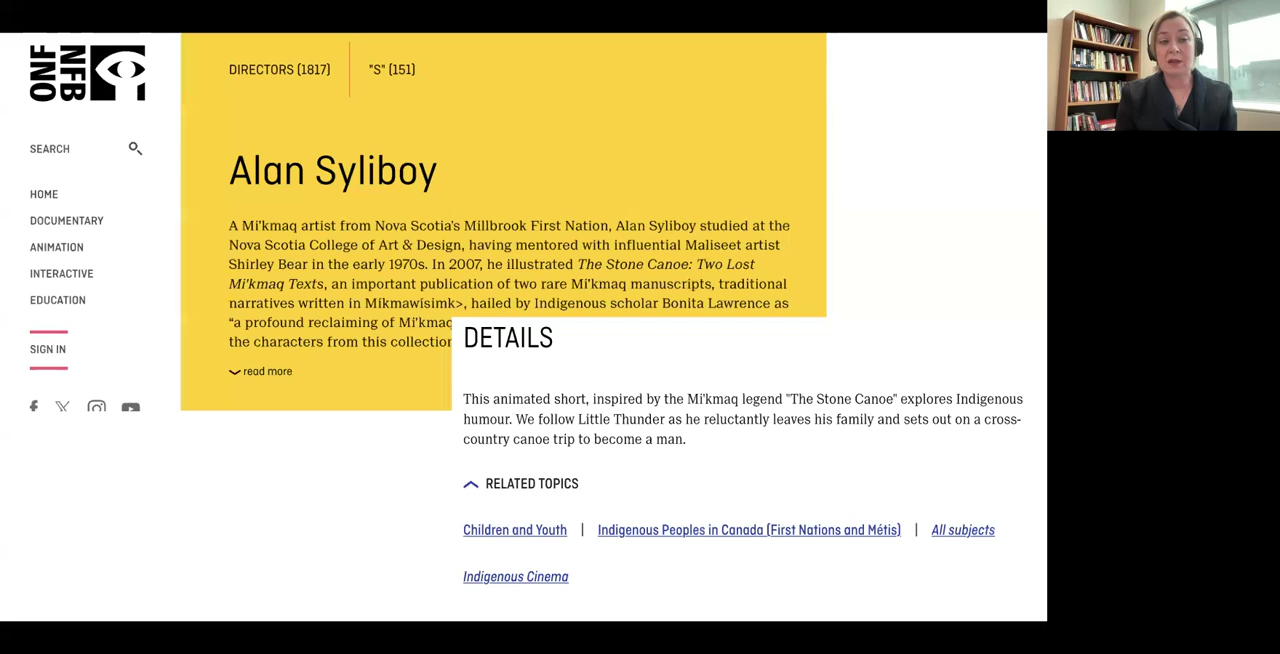 ONF
NFB
SEARCH
HOME
DOCUMENTARY
ANIMATION
INTERACTIVE
EDUCATION
SIGN IN
DIRECTORS (1817)
"S" (151)
Alan Syliboy
A Mi'kmaq artist from Nova Scotia's Millbrook First Nation, Alan Syliboy studied at the
Nova Scotia College of Art & Design, having mentored with influential Maliseet artist
Shirley Bear in the early 1970s. In 2007, he illustrated The Stone Canoe: Two Lost
Mi'kmaq Texts, an important publication of two rare Mi'kmaq manuscripts, traditional
narratives written in Míkmawísimk>, hailed by Indigenous scholar Bonita Lawrence as
“a profound reclaiming of Mi'kmaq
the characters from this collection
read more
DETAILS
This animated short, inspired by the Mi'kmaq legend "The Stone Canoe" explores Indigenous
humour. We follow Little Thunder as he reluctantly leaves his family and sets out on a cross-
country canoe trip to become a man.
RELATED TOPICS
Children and Youth | Indigenous Peoples in Canada (First Nations and Métis) | All subjects
Indigenous Cinema